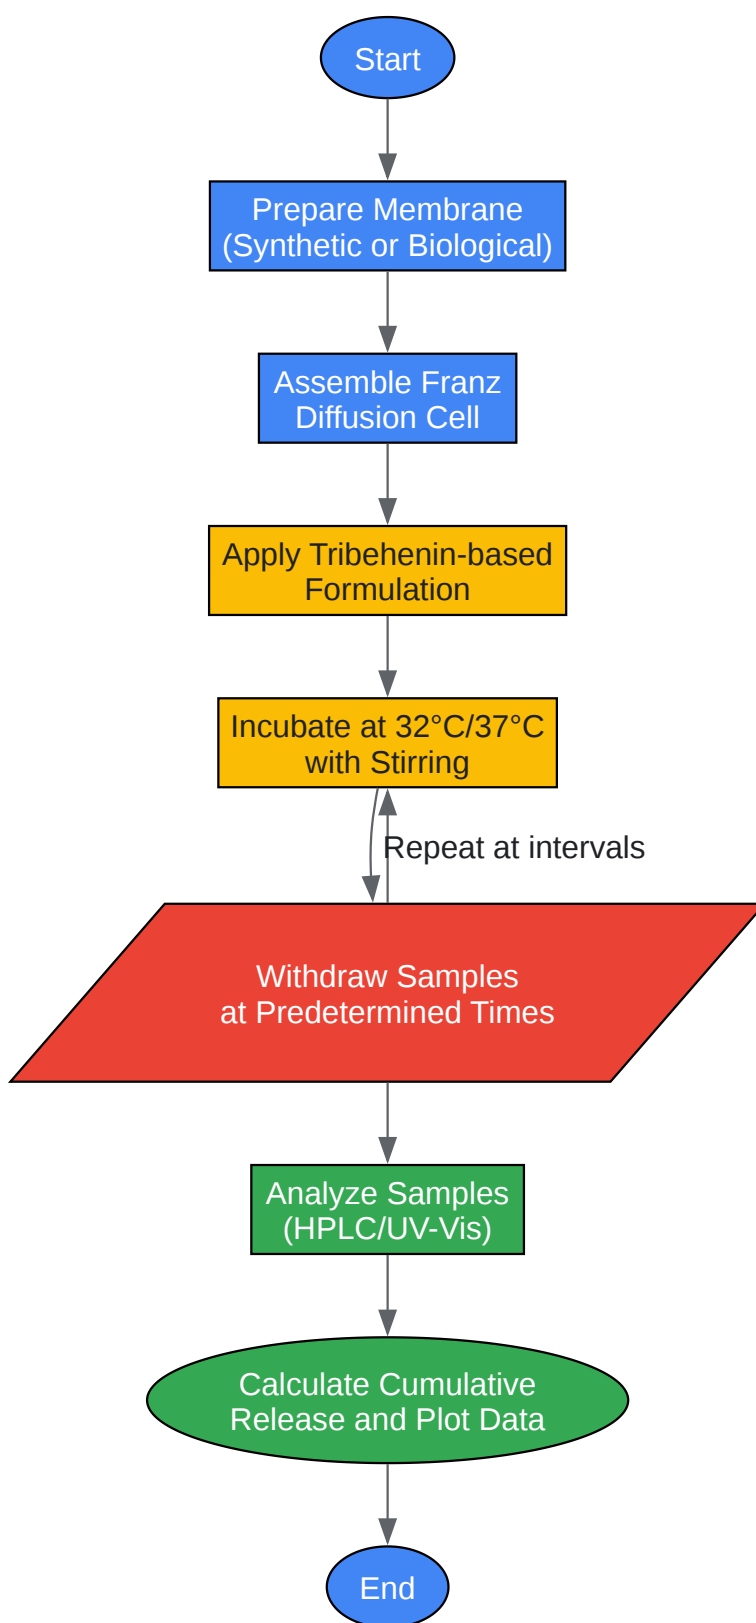 Start
Prepare Membrane
(Synthetic or Biological)
Assemble Franz
Diffusion Cell
Apply Tribehenin-based
Formulation
Incubate at 32°C/37°C
with Stirring
Repeat at intervals
Withdraw Samples
at Predetermined Times
Analyze Samples
(HPLC/UV-Vis)
Calculate Cumulative
Release and Plot Data
End